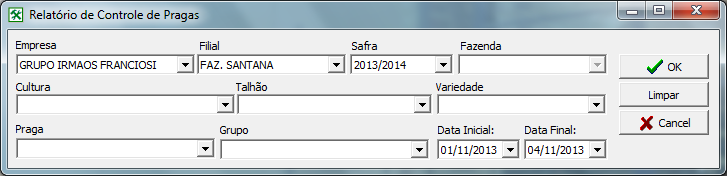 Relatório de Controle de Pragas
Empresa Filial Safra Fazenda
GRUPO IRMAOS FRANCIOSI FAZ. SANTANA 2013/2014
OK
Cultura Talhão Variedade
Limpar
Praga Grupo Data Inicial: Data Final:
Cancel
01/11/2013 04/11/2013